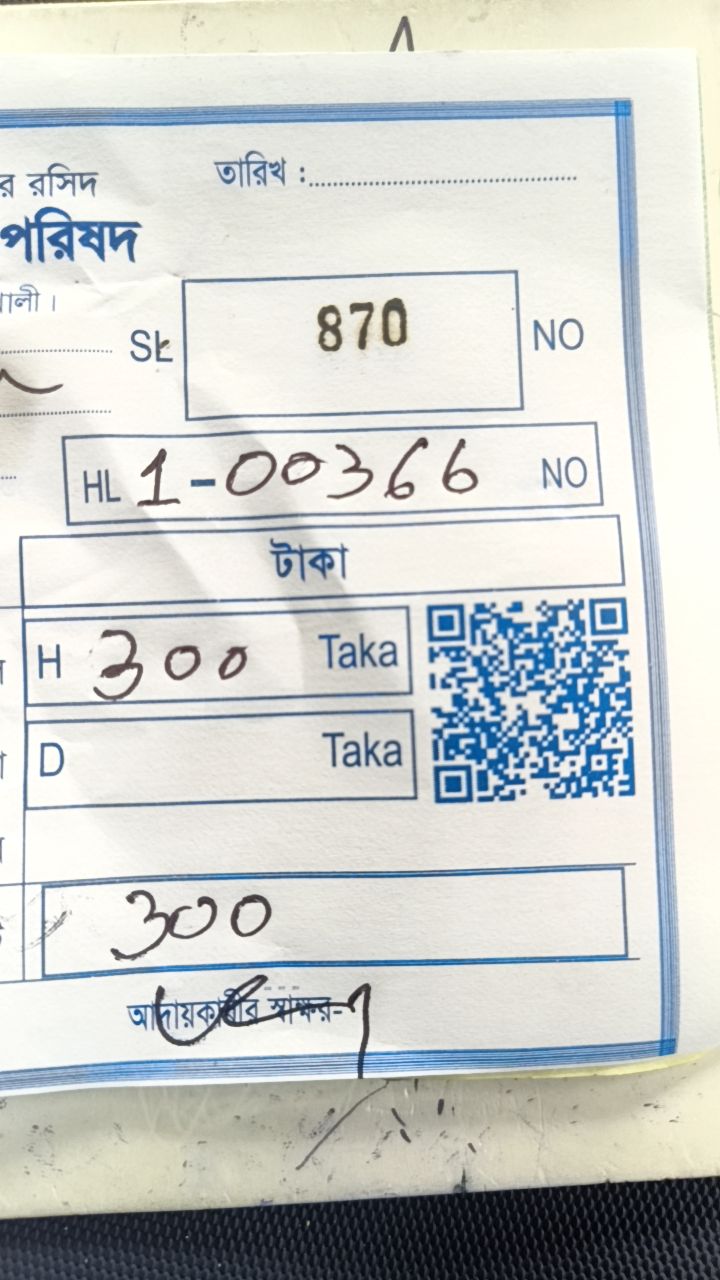 র রসিদ তারিখ :
পরিষদ
SL 870 NO
HL 1-00366 NO
টাকা
H 300 Taka
D Taka
300
আদায়কারীর স্বাক্ষর-